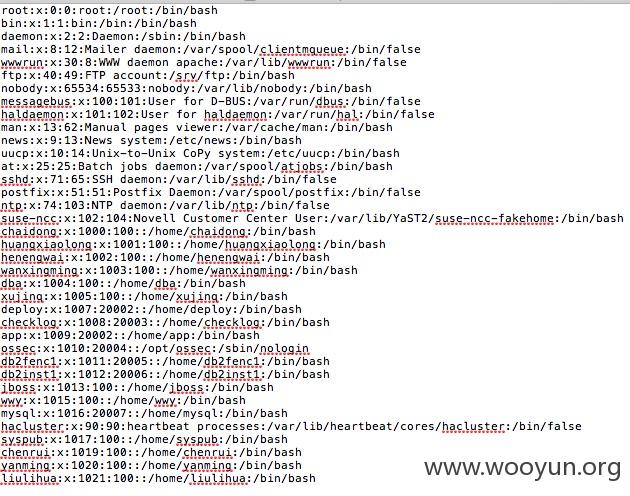 root:x:0:0:root:/root:/bin/bash
bin:x:1:1:bin:/bin:/bin/bash
daemon:x:2:2:Daemon:/sbin:/bin/bash
mail:x:8:12:Mailer daemon:/var/spool/clientmqueue:/bin/false
wwwrun:x:30:8:WWW daemon apache:/var/lib/wwwrun:/bin/false
ftp:x:40:49:FTP account:/srv/ftp:/bin/bash
nobody:x:65534:65533:nobody:/var/lib/nobody:/bin/bash
messagebus:x:100:101:User for D-BUS:/var/run/dbus:/bin/false
haldaemon:x:101:102:User for haldaemon:/var/run/hal:/bin/false
man:x:13:62:Manual pages viewer:/var/cache/man:/bin/bash
news:x:9:13:News system:/etc/news:/bin/bash
uucp:x:10:14:Unix-to-Unix CoPy system:/etc/uucp:/bin/bash
at:x:25:25:Batch jobs daemon:/var/spool/atjobs:/bin/bash
sshd:x:71:65:SSH daemon:/var/lib/sshd:/bin/false
postfix:x:51:51:Postfix Daemon:/var/spool/postfix:/bin/false
ntp:x:74:103:NTP daemon:/var/lib/ntp:/bin/false
suse-ncc:x:102:104:Novell Customer Center User:/var/lib/YaST2/suse-ncc-fakehome:/bin/bash
chaidong:x:1000:100::/home/chaidong:/bin/bash
huangxiaolong:x:1001:100::/home/huangxiaolong:/bin/bash
henengwai:x:1002:100::/home/henengwai:/bin/bash
wanxingming:x:1003:100::/home/wanxingming:/bin/bash
dba:x:1004:100::/home/dba:/bin/bash
xujing:x:1005:100::/home/xujing:/bin/bash
deploy:x:1007:20002::/home/deploy:/bin/bash
checklog:x:1008:20003::/home/checklog:/bin/bash
app:x:1009:20002::/home/app:/bin/bash
ossec:x:1010:20004::/opt/ossec:/sbin/nologin
db2fenc1:x:1011:20005::/home/db2fenc1:/bin/bash
db2inst1:x:1012:20006::/home/db2inst1:/bin/bash
jboss:x:1013:100::/home/jboss:/bin/bash
wwy:x:1015:100::/home/wwy:/bin/bash
mysql:x:1016:20007::/home/mysql:/bin/bash
hacluster:x:90:90:heartbeat processes:/var/lib/heartbeat/cores/hacluster:/bin/false
syspub:x:1017:100::/home/syspub:/bin/bash
chenrui:x:1019:100::/home/chenrui:/bin/bash
yanming:x:1020:100::/home/yanming:/bin/bash
liulihua:x:1021:100::/home/liulihua:/bin/bash
www.wooyun.org